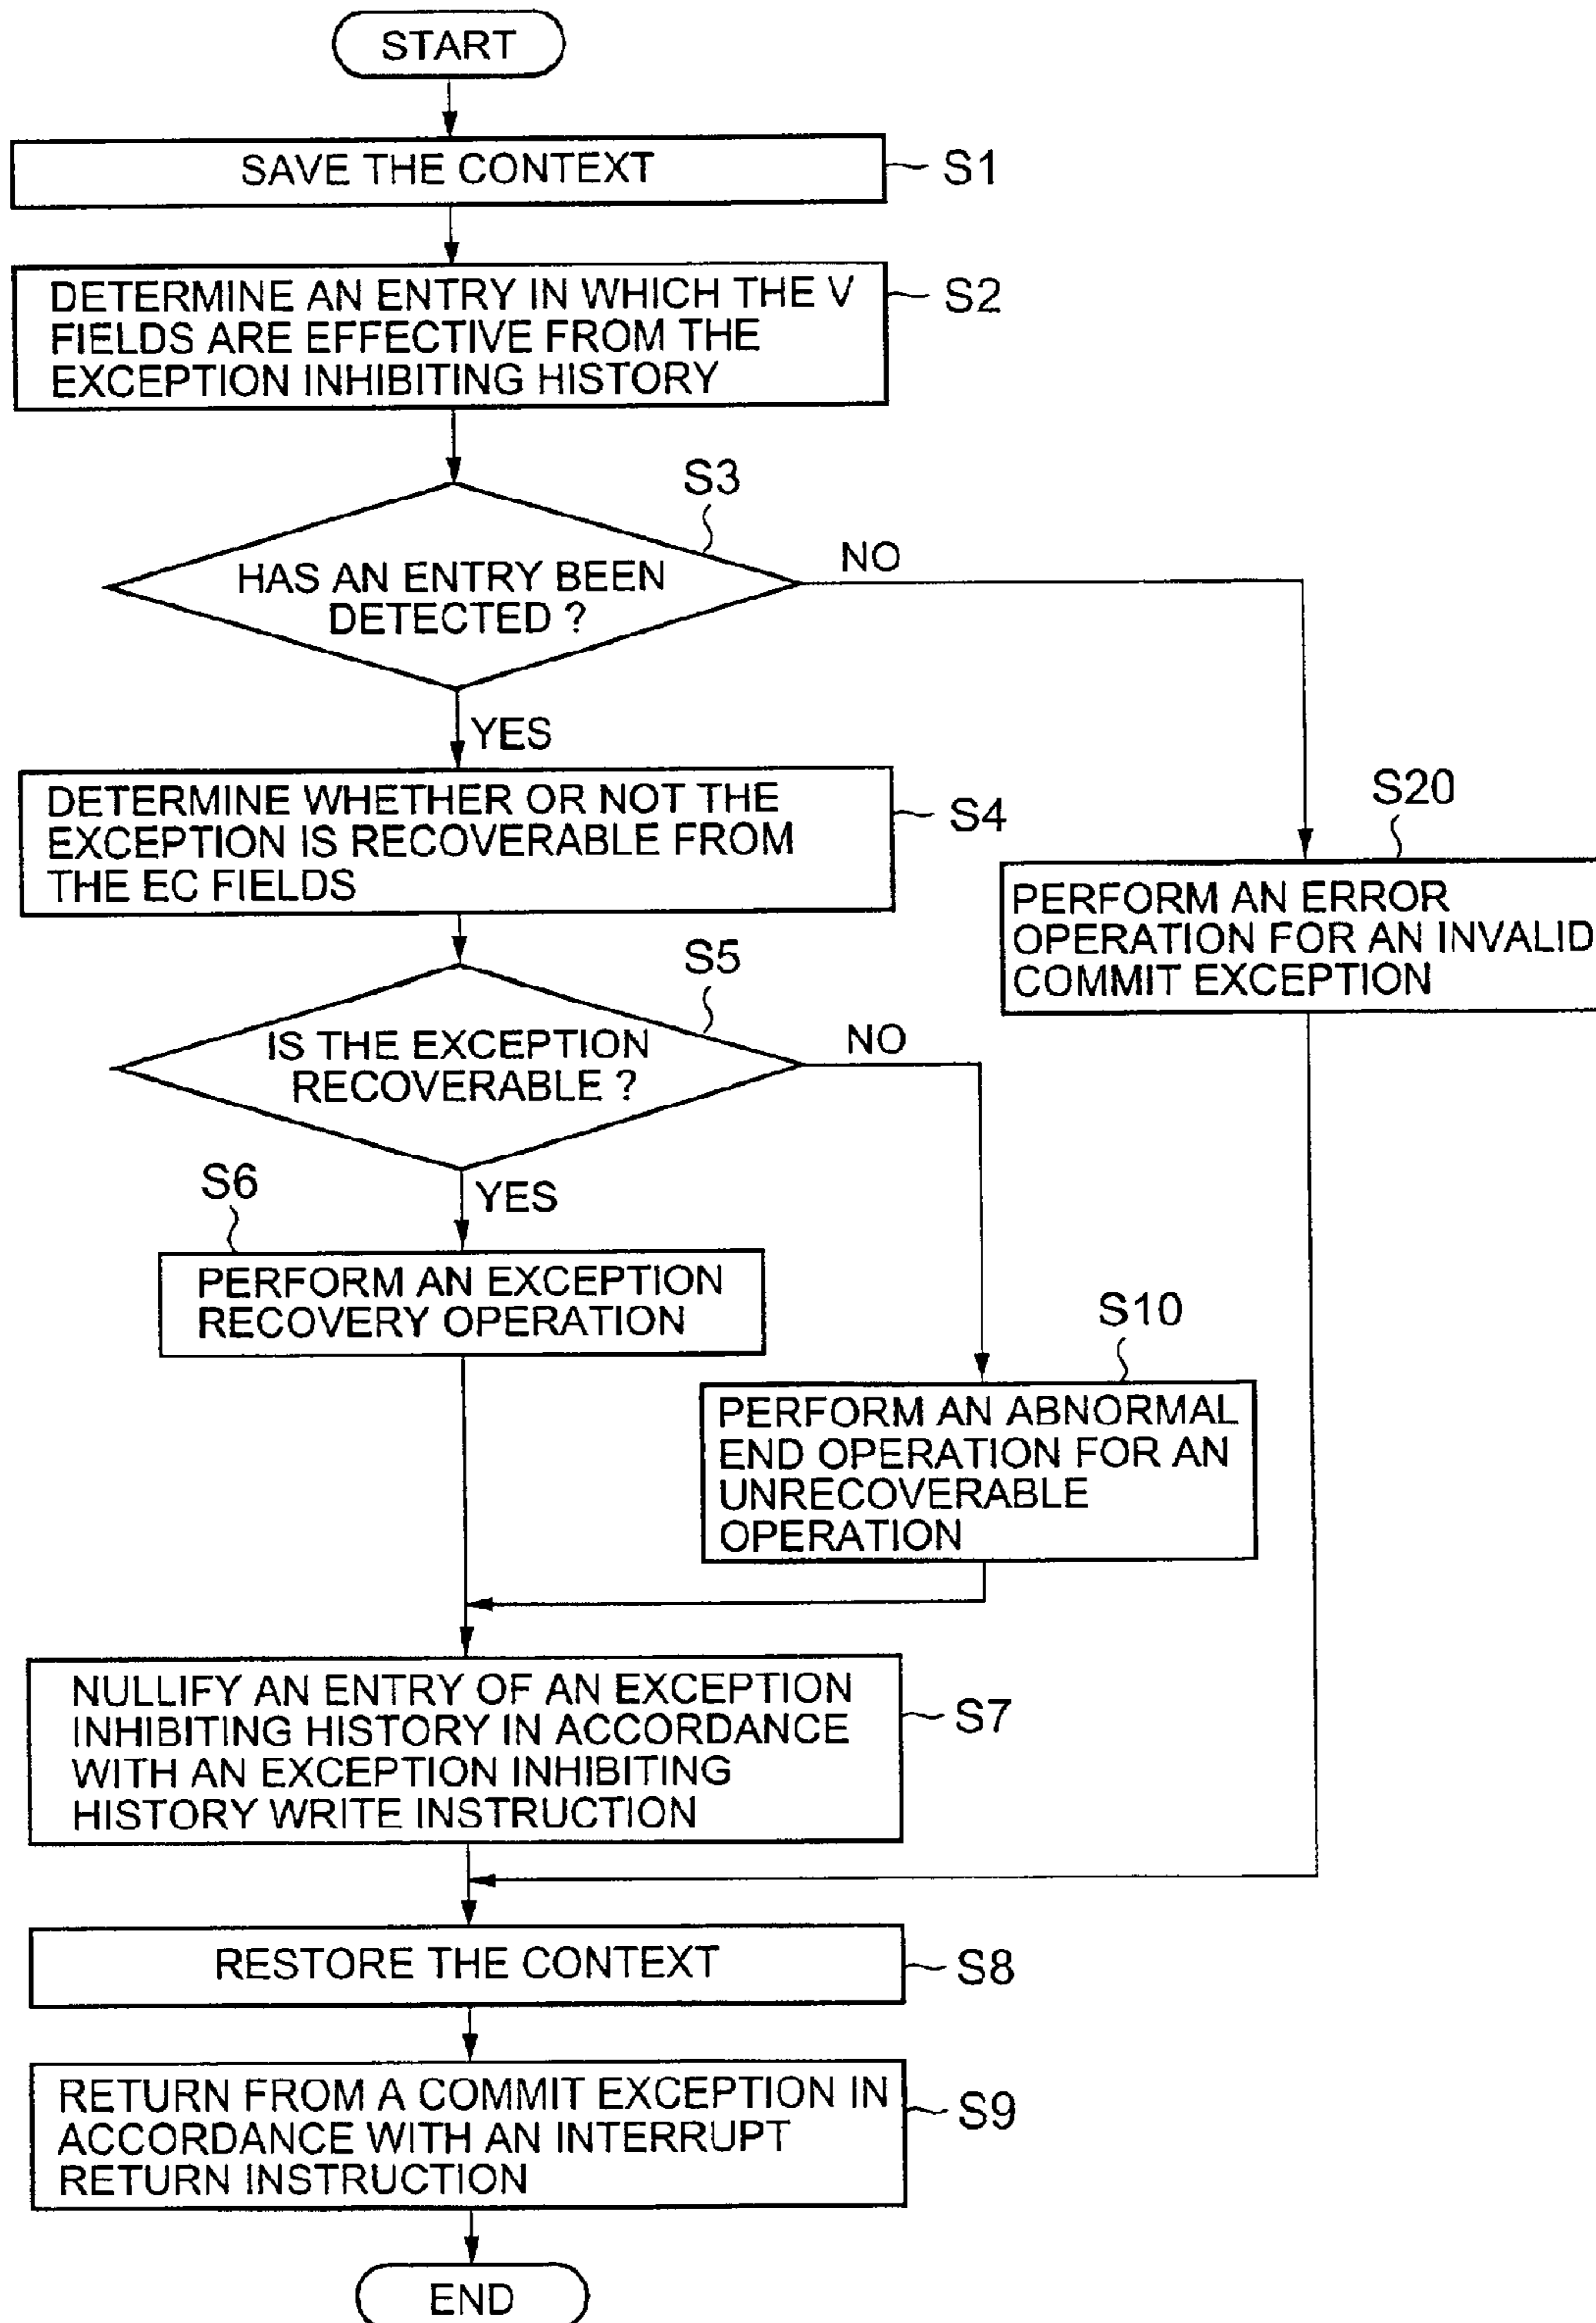 START
SAVE THE CONTEXT
S1
DETERMINE AN ENTRY IN WHICH THE V
FIELDS ARE EFFECTIVE FROM THE
EXCEPTION INHIBITING HISTORY
S2
S3
HAS AN ENTRY BEEN
DETECTED ?
NO
YES
DETERMINE WHETHER OR NOT THE
EXCEPTION IS RECOVERABLE FROM
THE EC FIELDS
S4
S20
PERFORM AN ERROR
OPERATION FOR AN INVALID
COMMIT EXCEPTION
S5
IS THE EXCEPTION
RECOVERABLE ?
NO
YES
S6
PERFORM AN EXCEPTION
RECOVERY OPERATION
S10
PERFORM AN ABNORMAL
END OPERATION FOR AN
UNRECOVERABLE
OPERATION
NULLIFY AN ENTRY OF AN EXCEPTION
INHIBITING HISTORY IN ACCORDANCE
WITH AN EXCEPTION INHIBITING
HISTORY WRITE INSTRUCTION
S7
RESTORE THE CONTEXT
S8
RETURN FROM A COMMIT EXCEPTION IN
ACCORDANCE WITH AN INTERRUPT
RETURN INSTRUCTION
S9
END